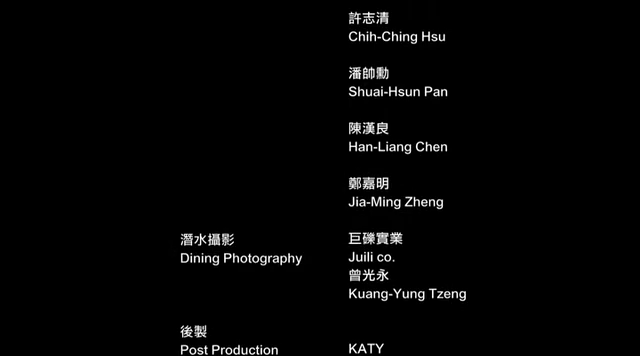 許志清
Chih-Ching Hsu
潘帥勲
Shuai-Hsun Pan
陳漢良
Han-Liang Chen
鄭嘉明
Jia-Ming Zheng
潛水攝影
Dining Photography
巨礫實業
Juili co.
曾光永
Kuang-Yung Tzeng
後製
Post Production
KATY